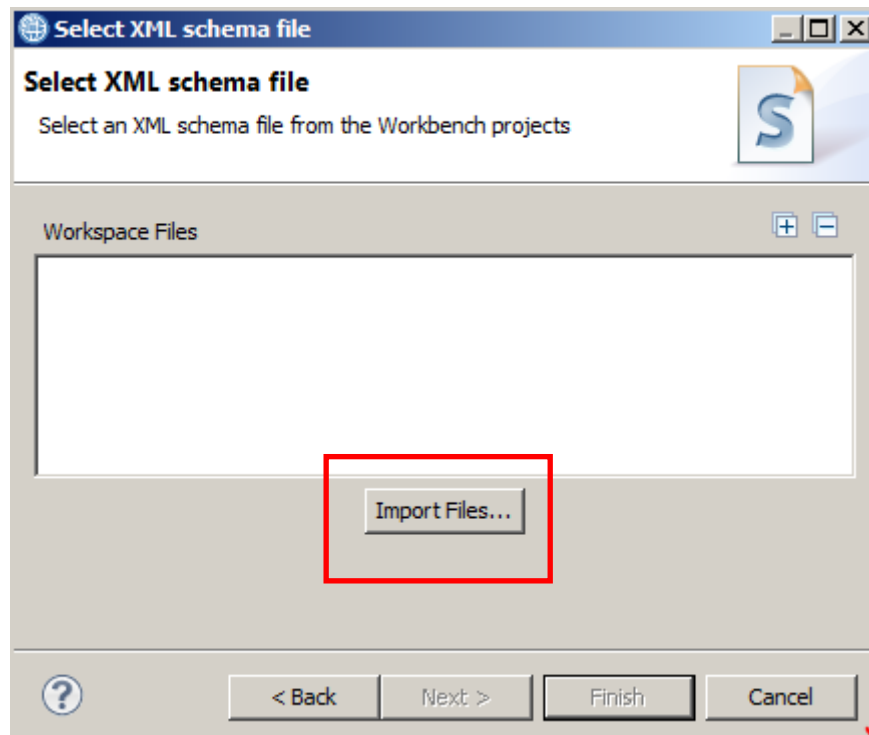 Select XML schema file
Select XML schema file
Select an XML schema file from the Workbench projects
S
Workspace Files
Import Files...
?
< Back
Next >
Finish
Cancel